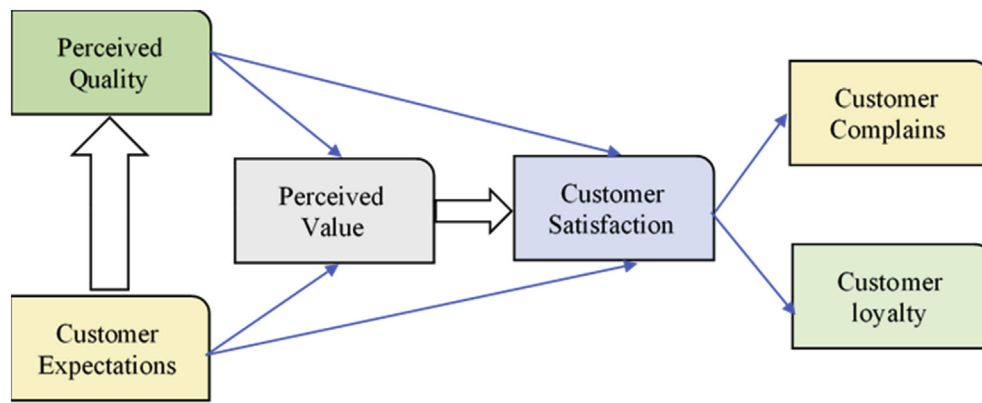 Perceived
Quality
Customer
Complains
Perceived
Value
Customer
Satisfaction
Customer
loyalty
Customer
Expectations